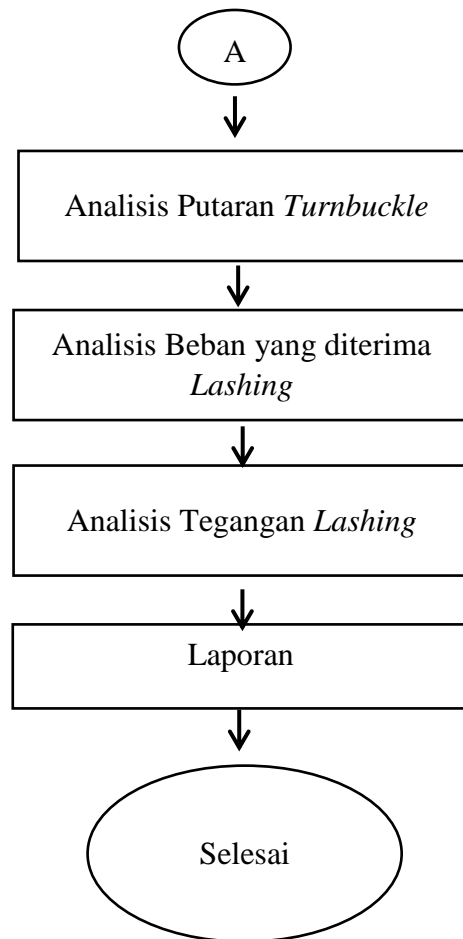 A
Analisis Putaran Turnbuckle
Analisis Beban yang diterima
Lashing
Analisis Tegangan Lashing
Laporan
Selesai